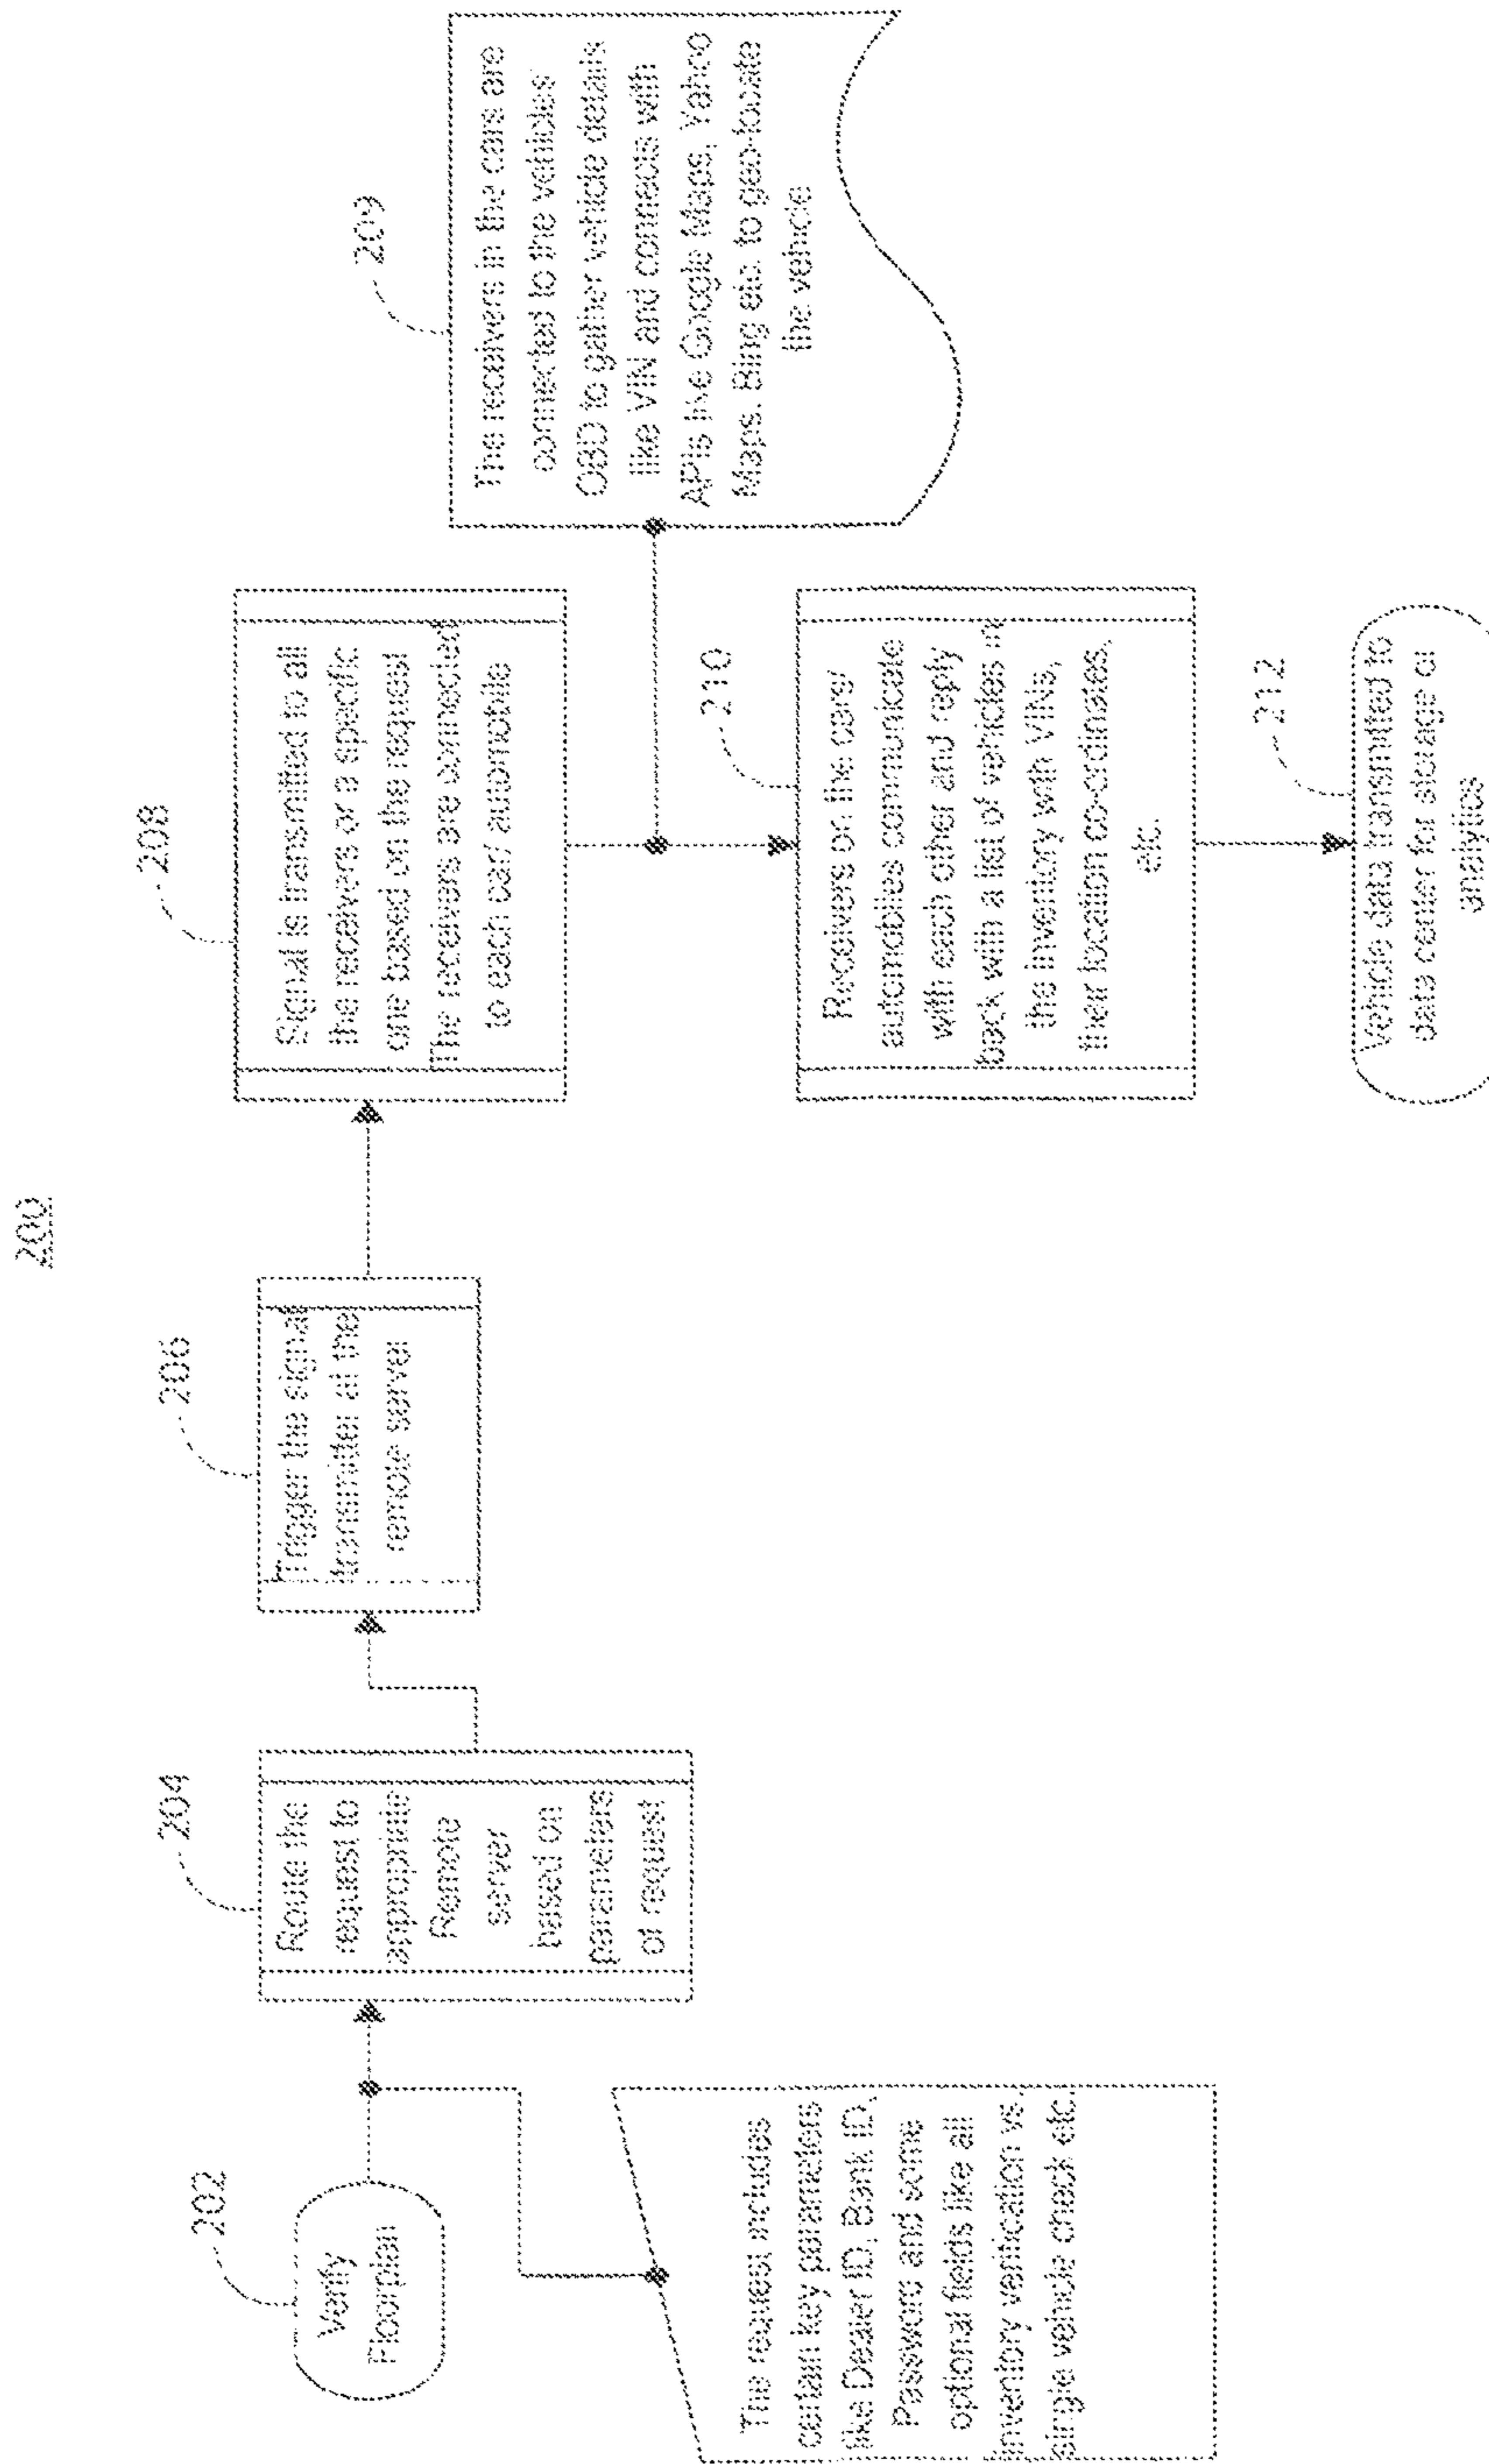 200
202
Verify
Floorplan
The request includes
certain key parameters
like Dealer ID, Bank ID,
Password and some
optional fields like all
inventory verification vs.
single vehicle check etc.
204
Route the
request to
appropriate
Remote
server
based on
parameters
of request
206
Trigger the signal
transmitter at the
remote server
208
Signal is transmitted to all
the receivers or a specific
one based on the request
The receivers are connected
to each car/ automobile
209
The receivers in the cars are
connected to the vehicles'
OBD to gather vehicle details
like VIN and connects with
APIs like Google Maps, Yahoo
Maps, Bing etc. to geo-locate
the vehicle
210
Receivers on the cars/
automobiles communicate
with each other and reply
back with a list of vehicles in
the inventory with VINs,
their location co-ordinates,
etc.
212
Vehicle data transmitted to
data center for storage or
analytics